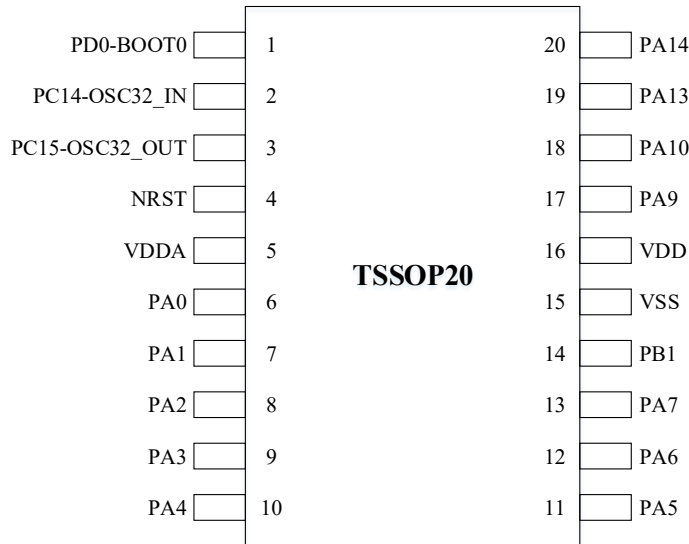 PD0-BOOT0 1 20 PA14
PC14-OSC32_IN 2 19 PA13
PC15-OSC32_OUT 3 18 PA10
NRST 4 17 PA9
VDDA 5 16 VDD
TSSOP20
PA0 6 15 VSS
PA1 7 14 PB1
PA2 8 13 PA7
PA3 9 12 PA6
PA4 10 11 PA5